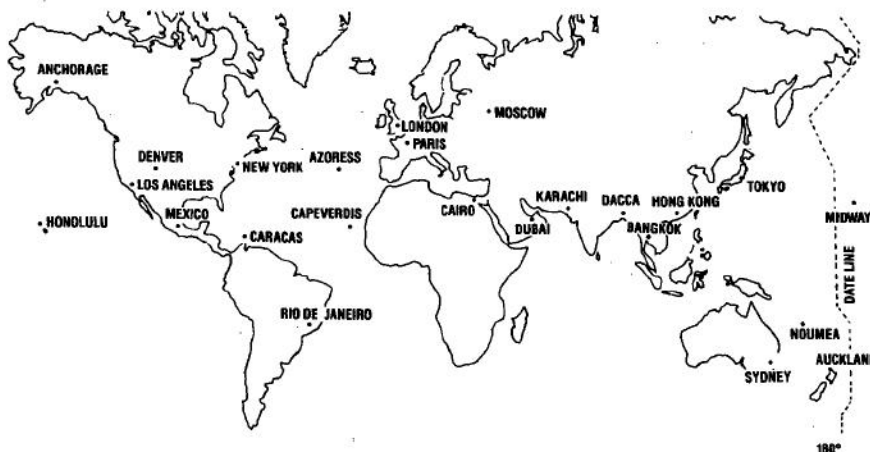 ANCHORAGE
MOSCOW
LONDON
PARIS
DENVER
NEW YORK
AZORESS
LOS ANGELES
TOKYO
KARACHI
DACCA
HONG KONG
HONOLULU
MEXICO
CAPEVERDIS
CAIRO
DUBAI
BANGKOK
MIDWAY
CARACAS
DATE LINE
RIO DE JANEIRO
NOUMEA
AUCKLAND
SYDNEY
180°